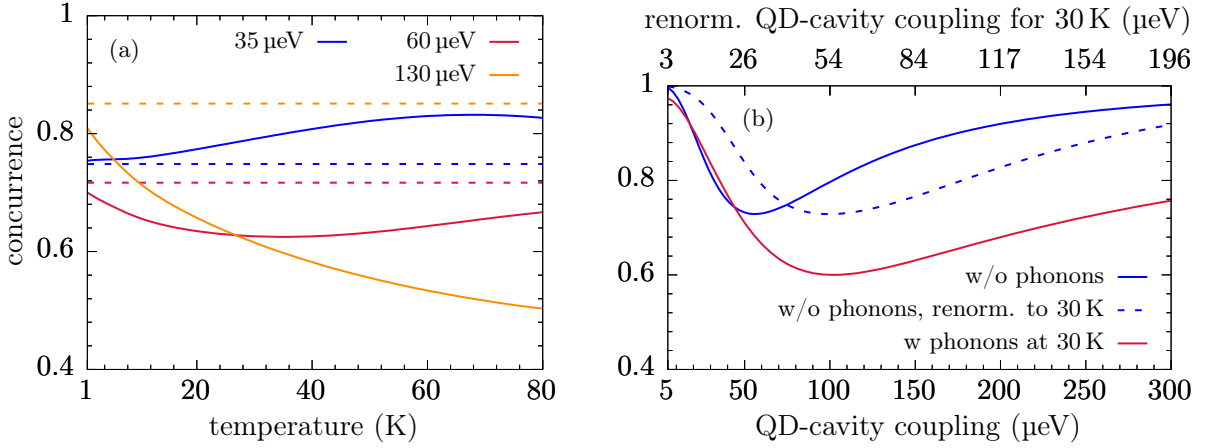 (a)
35 µeV
60 µeV
130 µeV
concurrence
1
0.8
0.6
0.4
1 20 40 60 80
temperature (K)
renorm. QD-cavity coupling for 30 K (µeV)
3 26 54 84 117 154 196
(b)
1
0.8
0.6
0.4
w/o phonons
w/o phonons, renorm. to 30 K
w phonons at 30 K
5 50 100 150 200 250 300
QD-cavity coupling (µeV)